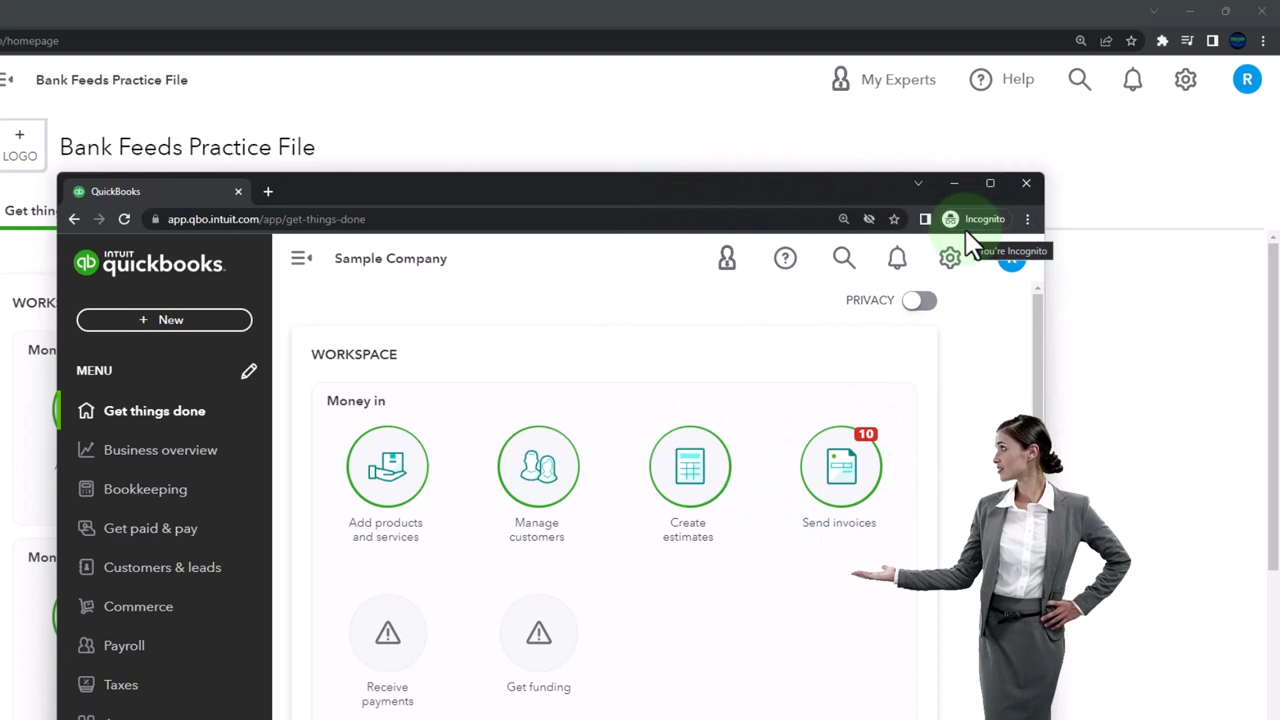 o/homepage
Bank Feeds Practice File
My Experts
Help
R
+
LOGO
Bank Feeds Practice File
Get thin
WORK
Mon
Mon
QuickBooks
app.qbo.intuit.com/app/get-things-done
Incognito
You're Incognito
qb INTUIT quickbooks.
Sample Company
+ New
PRIVACY
MENU
Get things done
Business overview
Bookkeeping
Get paid & pay
Customers & leads
Commerce
Payroll
Taxes
WORKSPACE
Money in
10
Add products
and services
Manage
customers
Create
estimates
Send invoices
Receive
payments
Get funding